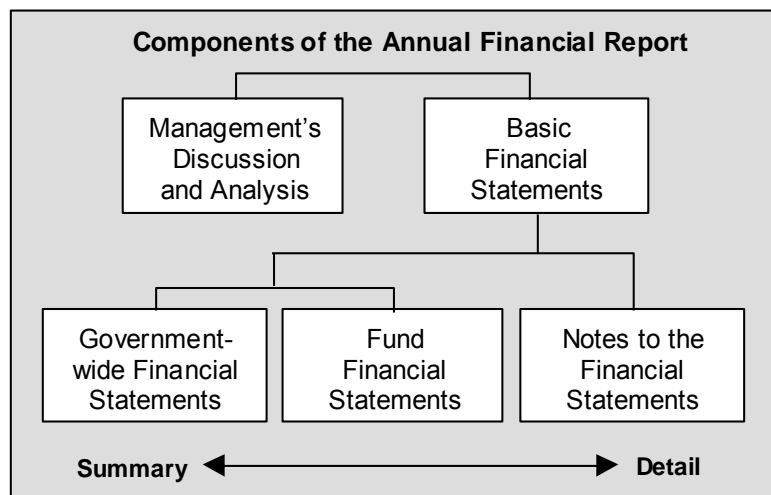 Components of the Annual Financial Report
Management's
Discussion
and Analysis
Basic
Financial
Statements
Government-
wide Financial
Statements
Fund
Financial
Statements
Notes to the
Financial
Statements
Summary
Detail